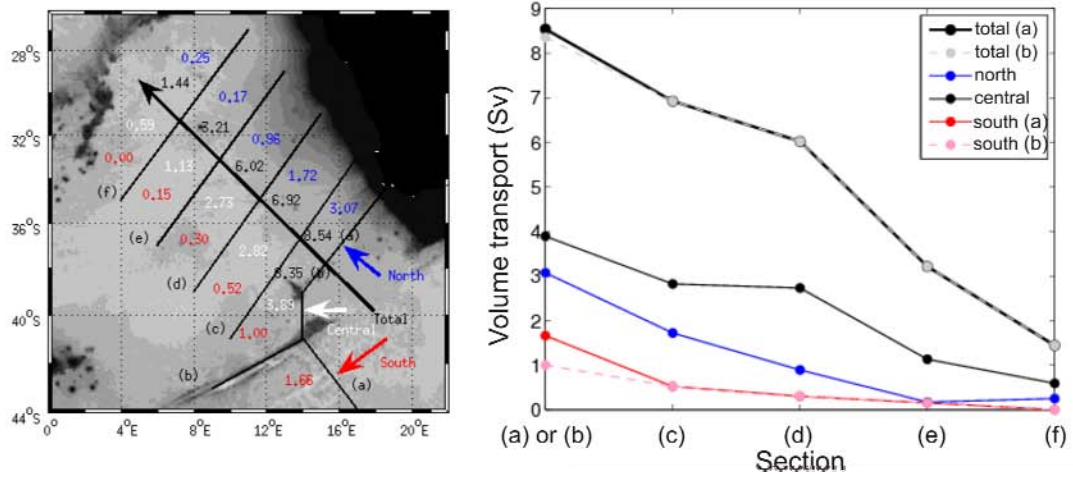 28°S
32°S
36°S
40°S
44°S
0°
4°E
8°E
12°E
16°E
20°E
0.25
1.44
0.17
0.59
3.21
0.96
0.00
1.13
6.02
1.72
(f)
0.15
2.73
6.92
3.07
(e)
0.30
2.82
8.54 (a)
North
(d)
0.52
8.35 (b)
3.89
Total
(c)
1.00
Central
South
(b)
1.66
(a)
Volume transport (Sv)
9
8
7
6
5
4
3
2
1
0
total (a)
total (b)
north
central
south (a)
south (b)
(a) or (b)
(c)
(d)
(e)
(f)
Section